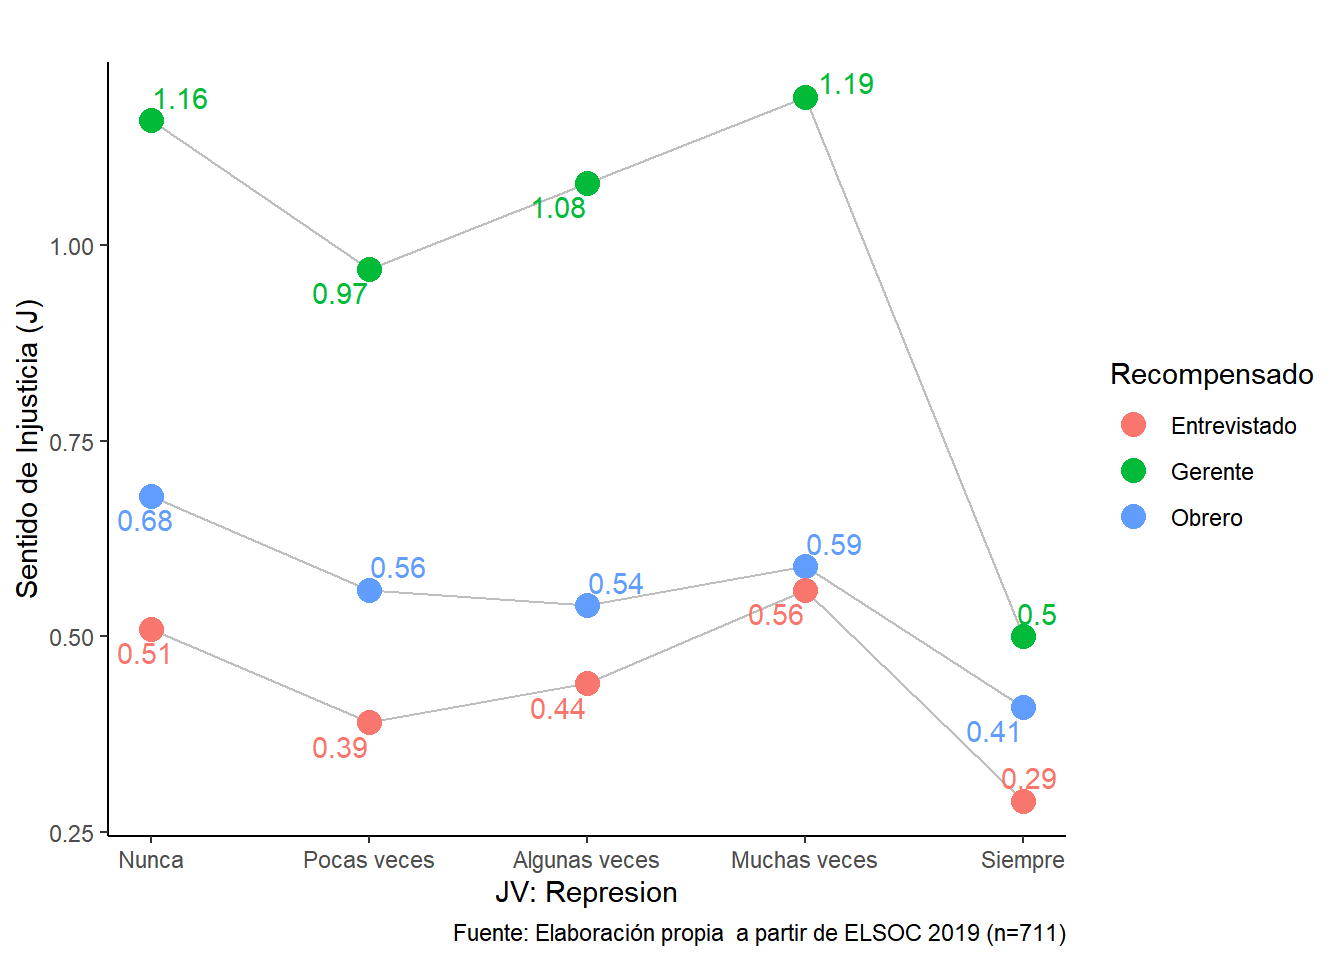 1.16
1.19
1.08
0.97
1.00
0.75
0.50
0.25
Sentido de Injusticia (J)
0.68
0.56
0.54
0.59
0.51
0.39
0.44
0.56
0.5
0.41
0.29
Nunca
Pocas veces
Algunas veces
Muchas veces
Siempre
JV: Represion
Fuente: Elaboración propia  a partir de ELSOC 2019 (n=711)
Recompensado
Entrevistado
Gerente
Obrero